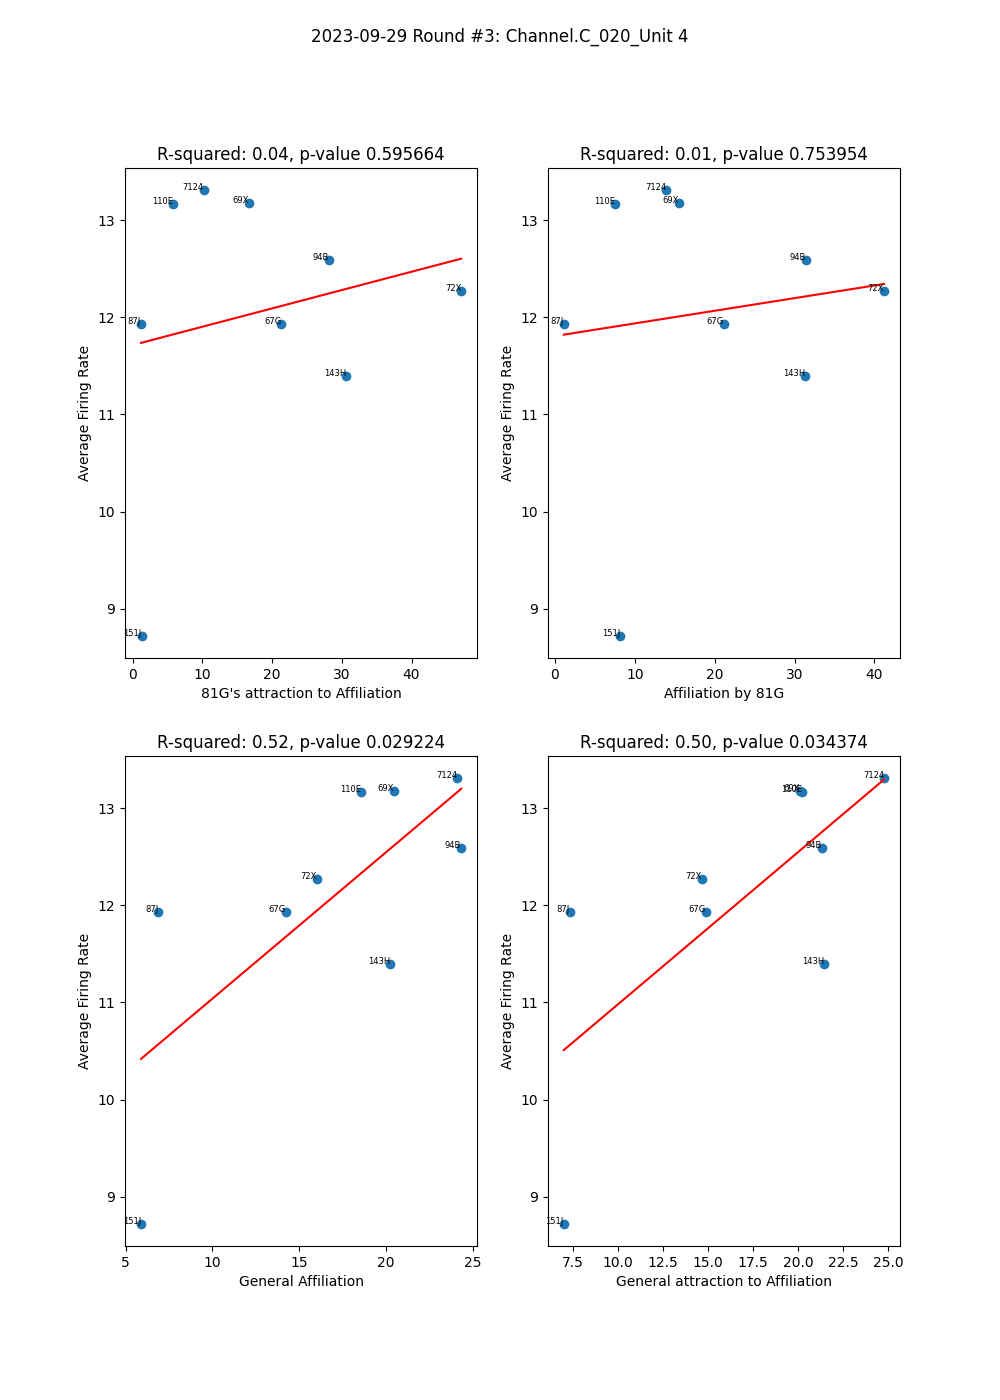 2023-09-29 Round #3: Channel.C_020_Unit 4
R-squared: 0.04, p-value 0.595664
Average Firing Rate
13
12
11
10
9
7124
110E
69X
94B
72X
87J
67G
143H
151J
0 10 20 30 40
81G's attraction to Affiliation
R-squared: 0.01, p-value 0.753954
Average Firing Rate
13
12
11
10
9
7124
110E
69X
94B
72X
87J
67G
143H
151J
0 10 20 30 40
Affiliation by 81G
R-squared: 0.52, p-value 0.029224
Average Firing Rate
13
12
11
10
9
7124
110E
69X
94B
72X
87J
67G
143H
151J
5 10 15 20 25
General Affiliation
R-squared: 0.50, p-value 0.034374
Average Firing Rate
13
12
11
10
9
7124
110E
69X
94B
72X
87J
67G
143H
151J
7.5 10.0 12.5 15.0 17.5 20.0 22.5 25.0
General attraction to Affiliation